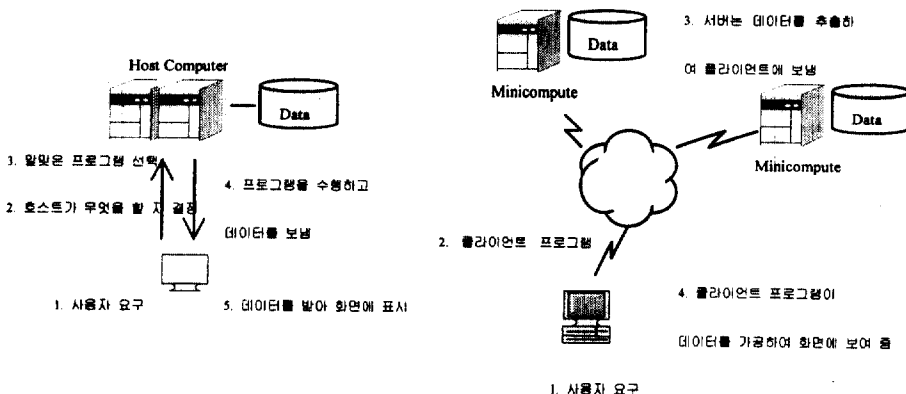 Host Computer
Data
3. 알맞은 프로그램 선택
4. 프로그램을 수행하고
2. 호스트가 무엇을 할 지 결정
데이터를 보냄
1. 사용자 요구
5. 데이터를 받아 화면에 표시
Data
3. 서버는 데이터를 추출하
여 클라이언트에 보냄
Minicompute
Data
Minicompute
2. 클라이언트 프로그램
4. 클라이언트 프로그램이
데이터를 가공하여 화면에 보여 줌
1. 사용자 요구